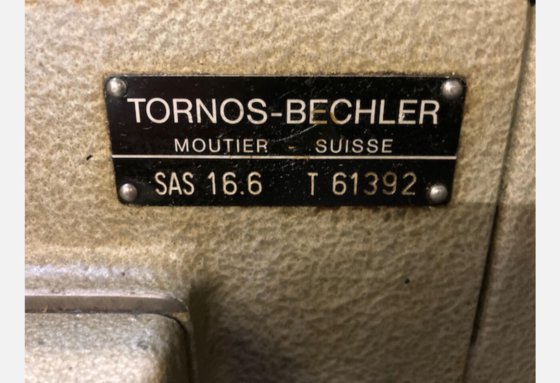 TORNOS-BECHLER
MOUTIER - SUISSE
SAS 16.6 T 61392